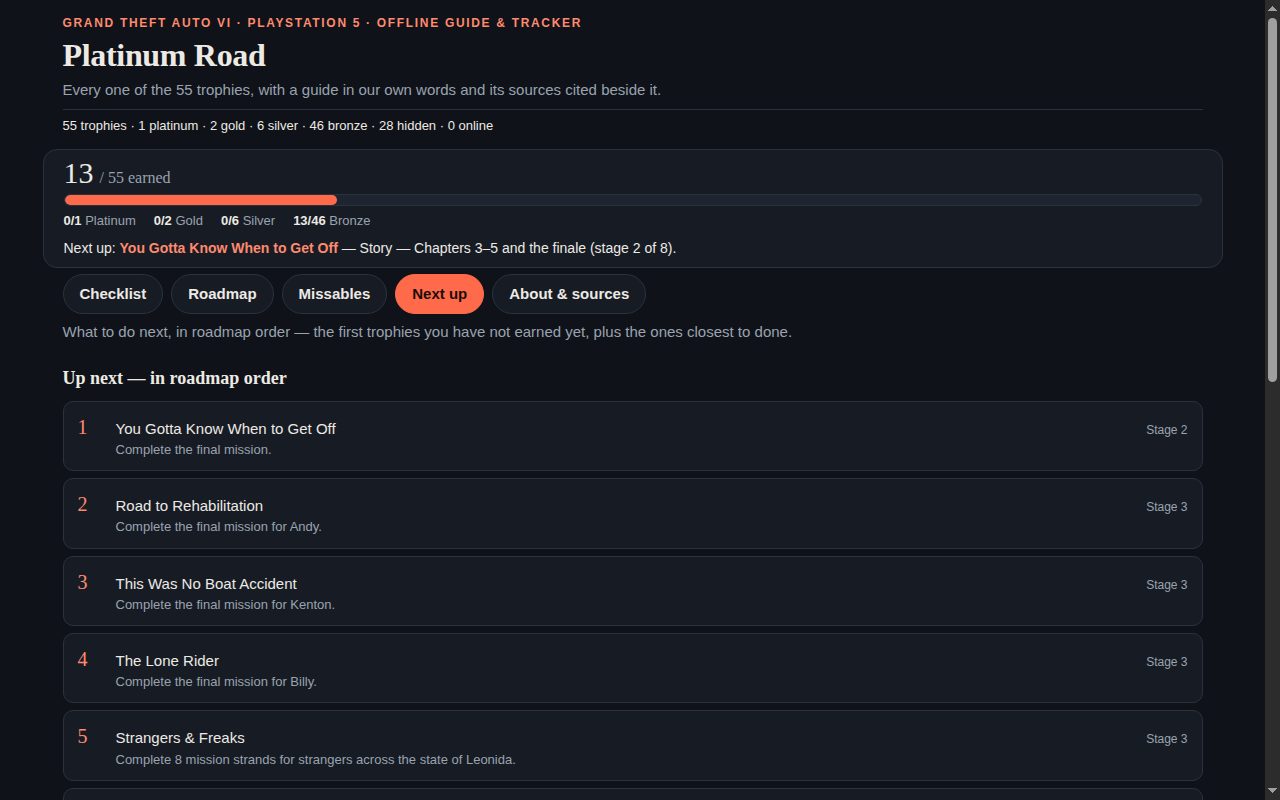 GRAND THEFT AUTO VI · PLAYSTATION 5 · OFFLINE GUIDE & TRACKER
Platinum Road
Every one of the 55 trophies, with a guide in our own words and its sources cited beside it.
55 trophies · 1 platinum · 2 gold · 6 silver · 46 bronze · 28 hidden · 0 online
13 / 55 earned
0/1 Platinum 0/2 Gold 0/6 Silver 13/46 Bronze
Next up: You Gotta Know When to Get Off — Story — Chapters 3–5 and the finale (stage 2 of 8).
Checklist Roadmap Missables Next up About & sources
What to do next, in roadmap order — the first trophies you have not earned yet, plus the ones closest to done.
Up next — in roadmap order
1 You Gotta Know When to Get Off Stage 2
Complete the final mission.
2 Road to Rehabilitation Stage 3
Complete the final mission for Andy.
3 This Was No Boat Accident Stage 3
Complete the final mission for Kenton.
4 The Lone Rider Stage 3
Complete the final mission for Billy.
5 Strangers & Freaks Stage 3
Complete 8 mission strands for strangers across the state of Leonida.